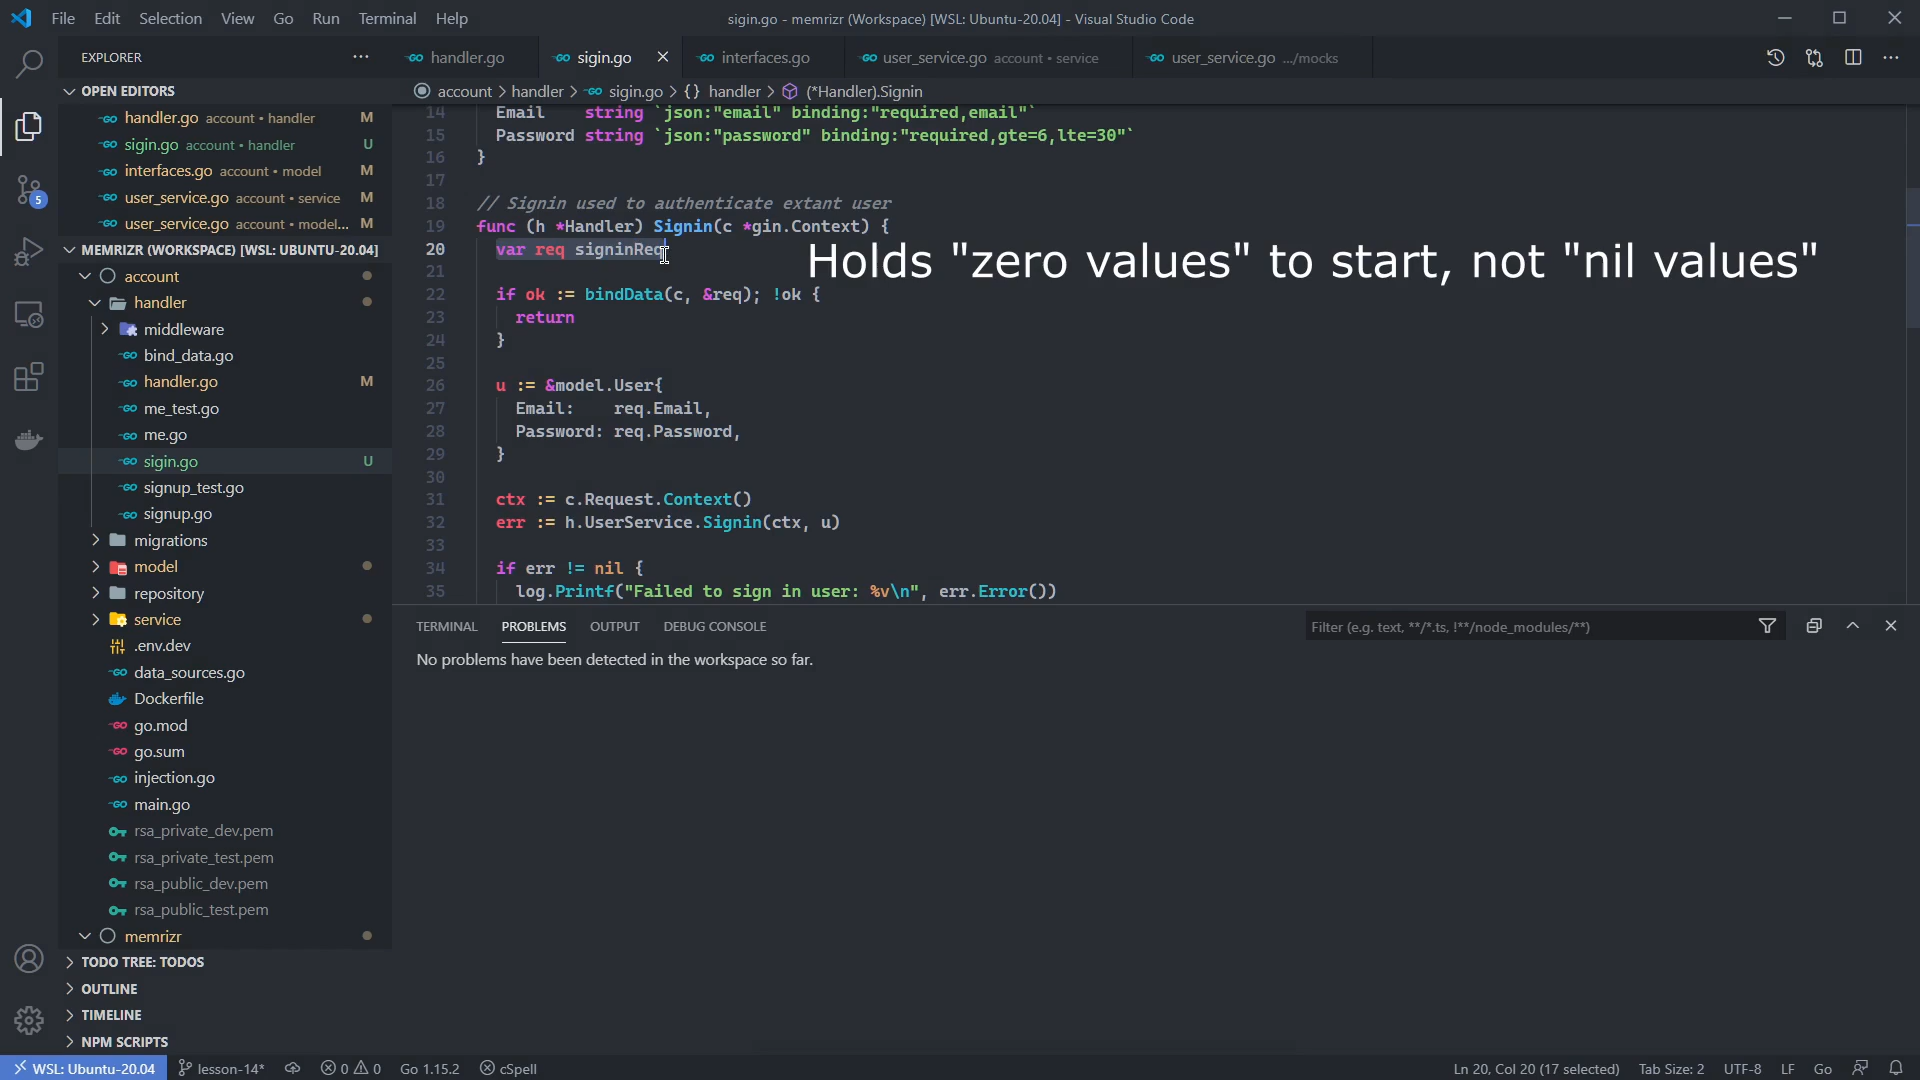 File Edit Selection View Go Run Terminal Help
sigin.go - memrizr (Workspace) [WSL: Ubuntu-20.04] - Visual Studio Code
EXPLORER
handler.go
sigin.go
interfaces.go
user_service.go account • service
user_service.go .../mocks
account > handler > sigin.go > {} handler > (*Handler).Signin
OPEN EDITORS
handler.go account • handler M
sigin.go account • handler U
interfaces.go account • model M
user_service.go account • service M
user_service.go account • model... M
MEMRIZR (WORKSPACE) [WSL: UBUNTU-20.04]
account
handler
middleware
bind_data.go
handler.go M
me_test.go
me.go
sigin.go U
signup_test.go
signup.go
migrations
model
repository
service
.env.dev
data_sources.go
Dockerfile
go.mod
go.sum
injection.go
main.go
rsa_private_dev.pem
rsa_private_test.pem
rsa_public_dev.pem
rsa_public_test.pem
memrizr
TODO TREE: TODOS
OUTLINE
TIMELINE
NPM SCRIPTS
5
14 Email string `json:"email" binding:"required,email"`
15 Password string `json:"password" binding:"required,gte=6,lte=30"`
16 }
17
18 // Signin used to authenticate extant user
19 func (h *Handler) Signin(c *gin.Context) {
20 var req signinReq
Holds "zero values" to start, not "nil values"
21
22 if ok := bindData(c, &req); !ok {
23 return
24 }
25
26 u := &model.User{
27 Email: req.Email,
28 Password: req.Password,
29 }
30
31 ctx := c.Request.Context()
32 err := h.UserService.Signin(ctx, u)
33
34 if err != nil {
35 log.Printf("Failed to sign in user: %v\n", err.Error())
TERMINAL PROBLEMS OUTPUT DEBUG CONSOLE
Filter (e.g. text, **/*.ts, !**/node_modules/**)
No problems have been detected in the workspace so far.
WSL: Ubuntu-20.04 lesson-14* 0 0 Go 1.15.2 cSpell
Ln 20, Col 20 (17 selected) Tab Size: 2 UTF-8 LF Go